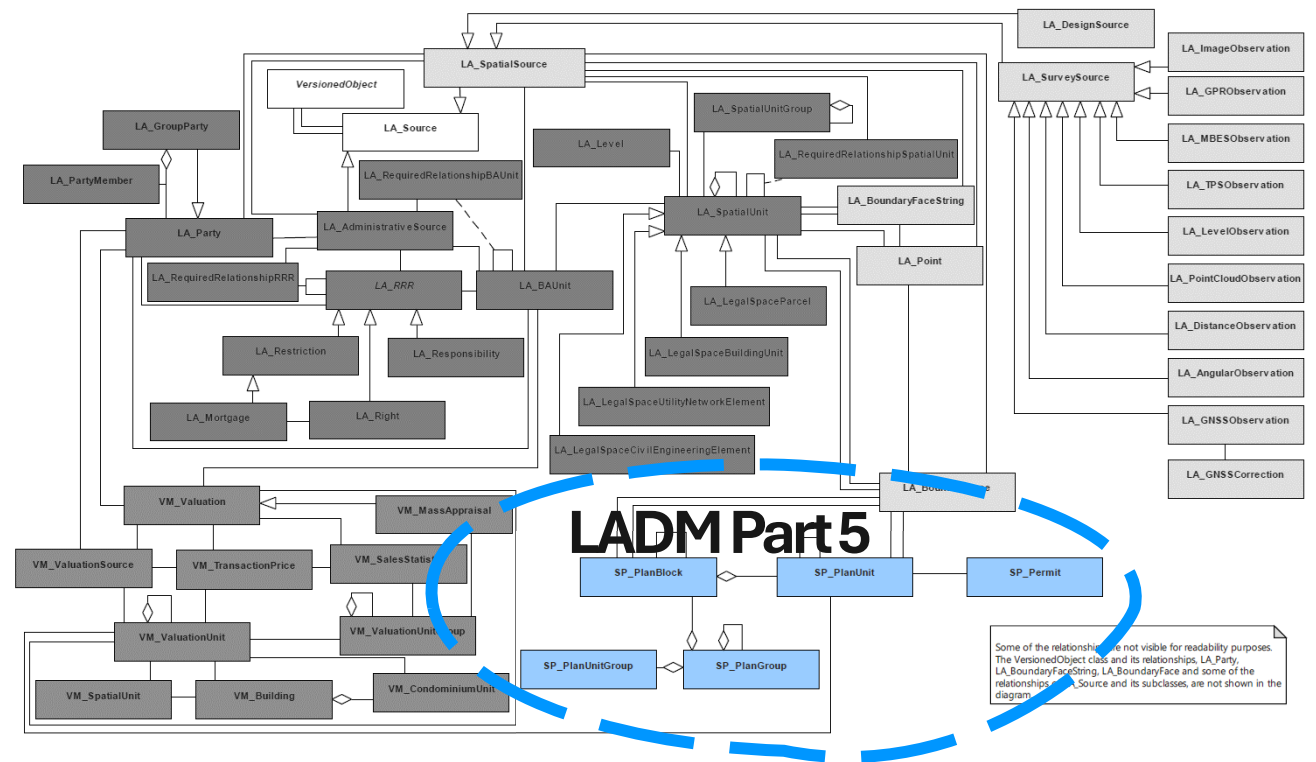 LA_DesignSource
LA_ImageObservation
LA_SpatialSource
LA_SurveySource
VersionedObject
LA_GPRObservation
LA_SpatialUnitGroup
LA_GroupParty
LA_Source
LA_MBESObservation
LA_Level
LA_RequiredRelationshipSpatialUnit
LA_PartyMember
LA_RequiredRelationshipBAUnit
LA_TPSObservation
LA_BoundaryFaceString
LA_SpatialUnit
LA_Party
LA_AdministrativeSource
LA_LevelObservation
LA_Point
LA_RequiredRelationshipRRR
LA_RRR
LA_BAUnit
LA_PointCloudObservation
LA_LegalSpaceParcel
LA_DistanceObservation
LA_Restriction
LA_Responsibility
LA_LegalSpaceBuildingUnit
LA_AngularObservation
LA_Mortgage
LA_Right
LA_LegalSpaceUtilityNetworkElement
LA_GNSSObservation
LA_LegalSpaceCivilEngineeringElement
LA_GNSSCorrection
VM_Valuation
VM_MassAppraisal
LADM Part 5
VM_ValuationSource
VM_TransactionPrice
SP_PlanBlock
SP_PlanUnit
SP_Permit
VM_ValuationUnit
SP_PlanUnitGroup
SP_PlanGroup
VM_SpatialUnit
VM_Building
VM_CondominiumUnit
Some of the relationships are not visible for readability purposes.
The VersionedObject class and its relationships, LA_Party,
LA_BoundaryFaceString, LA_BoundaryFace and some of the
relationships LA_Source and its subclasses, are not shown in the
diagram.